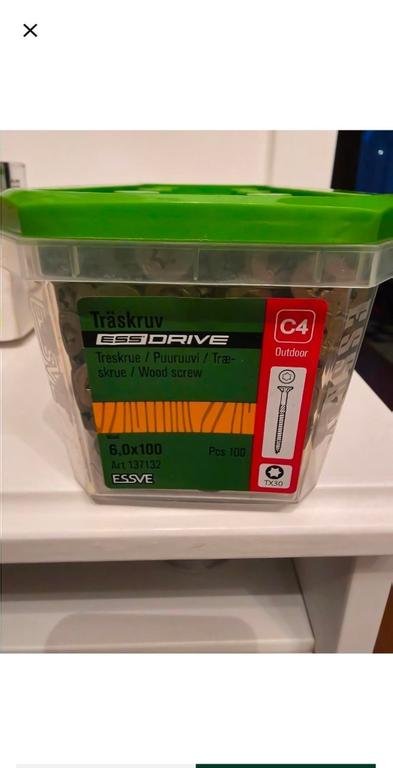 Träskruv
ESSDRIVE
Treskrue / Puuruuvi / Træ-
skrue / Wood screw
6,0x100
Pcs 100
Art. 137132
ESSVE
C4
Outdoor
TX30